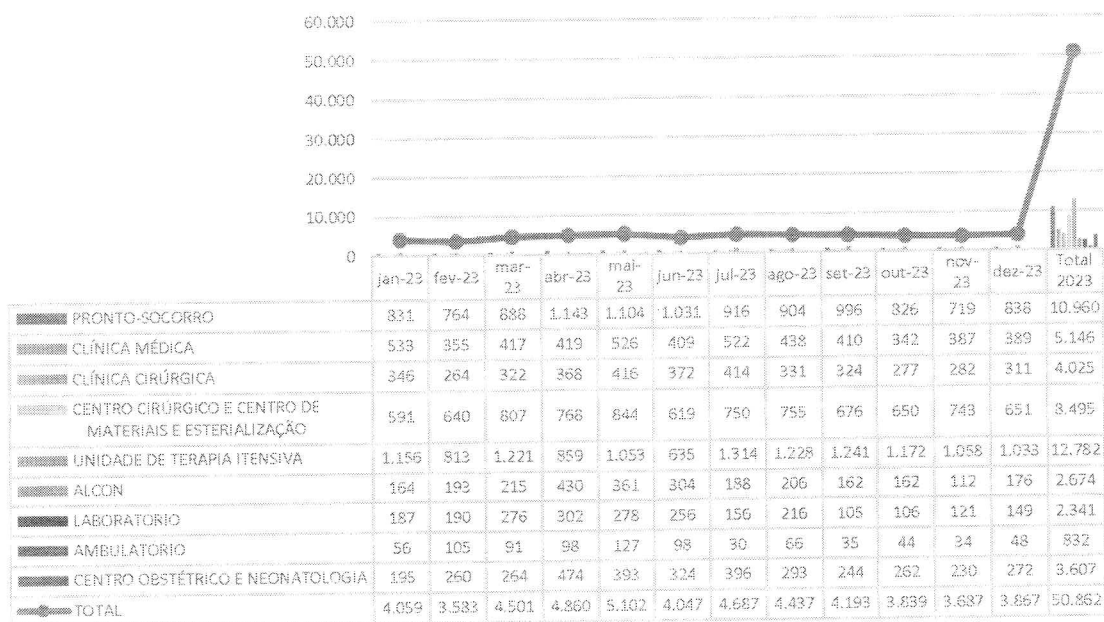 60.000
50.000
40.000
30.000
20.000
10.000
0
jan-23 fev-23 mar-23 abr-23 mai-23 jun-23 jul-23 ago-23 set-23 out-23 nov-23 dez-23 Total 2023
PRONTO-SOCORRO 831 764 888 1.143 1.104 1.031 916 904 996 826 719 838 10.960
CLÍNICA MÉDICA 533 355 417 419 526 409 522 438 410 342 387 389 5.146
CLÍNICA CIRÚRGICA 346 264 322 368 416 372 414 331 324 277 282 311 4.025
CENTRO CIRÚRGICO E CENTRO DE
MATERIAIS E ESTERIALIZAÇÃO 591 640 807 768 844 619 750 755 676 650 743 651 8.495
UNIDADE DE TERAPIA ITENSIVA 1.156 813 1.221 859 1.053 635 1.314 1.228 1.241 1.172 1.058 1.033 12.782
ALCON 164 193 215 430 361 304 188 206 162 162 112 176 2.674
LABORATORIO 187 190 276 302 278 256 156 216 105 106 121 149 2.341
AMBULATORIO 56 105 91 98 127 98 30 66 35 44 34 48 832
CENTRO OBSTÉTRICO E NEONATOLOGIA 195 260 264 474 393 324 396 293 244 262 230 272 3.607
TOTAL 4.059 3.583 4.501 4.860 5.102 4.047 4.687 4.437 4.193 3.839 3.687 3.867 50.862